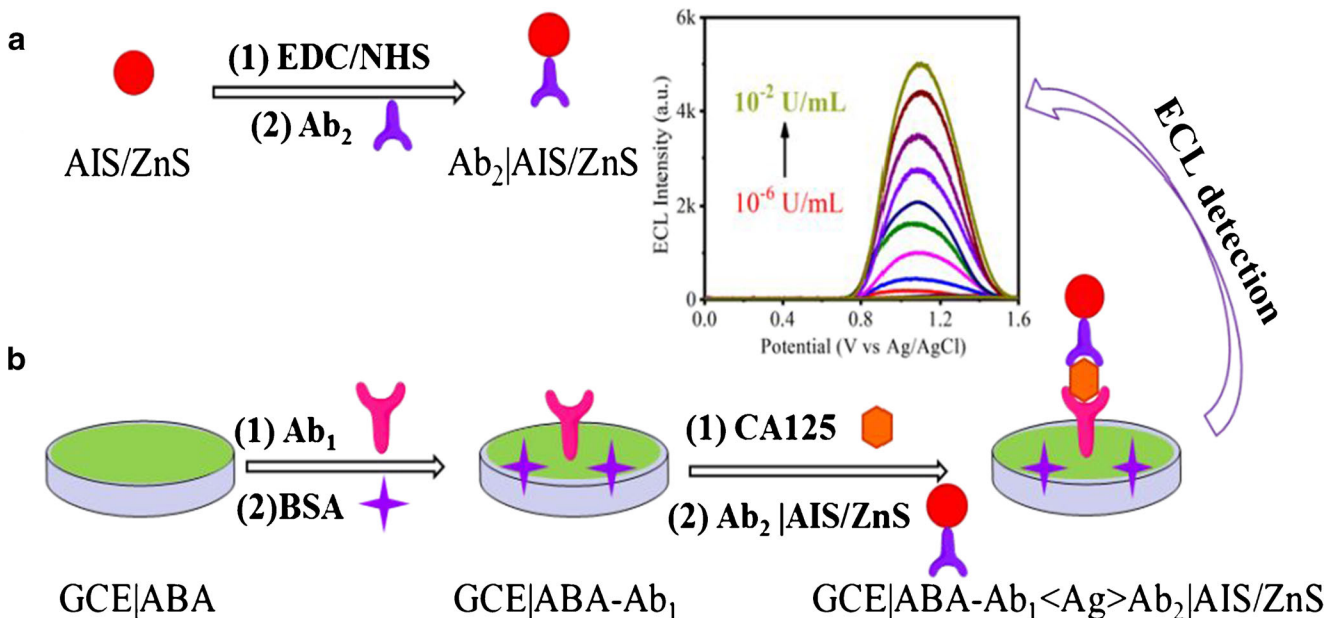 a
(1) EDC/NHS
(2) Ab₂
AIS/ZnS
Ab₂|AIS/ZnS
6k
4k
2k
0
ECL Intensity (a.u.)
10⁻² U/mL
10⁻⁶ U/mL
0.0 0.4 0.8 1.2 1.6
Potential (V vs Ag/AgCl)
ECL detection
b
(1) Ab₁
(2)BSA
(1) CA125
(2) Ab₂ |AIS/ZnS
GCE|ABA
GCE|ABA-Ab₁
GCE|ABA-Ab₁<Ag>Ab₂|AIS/ZnS